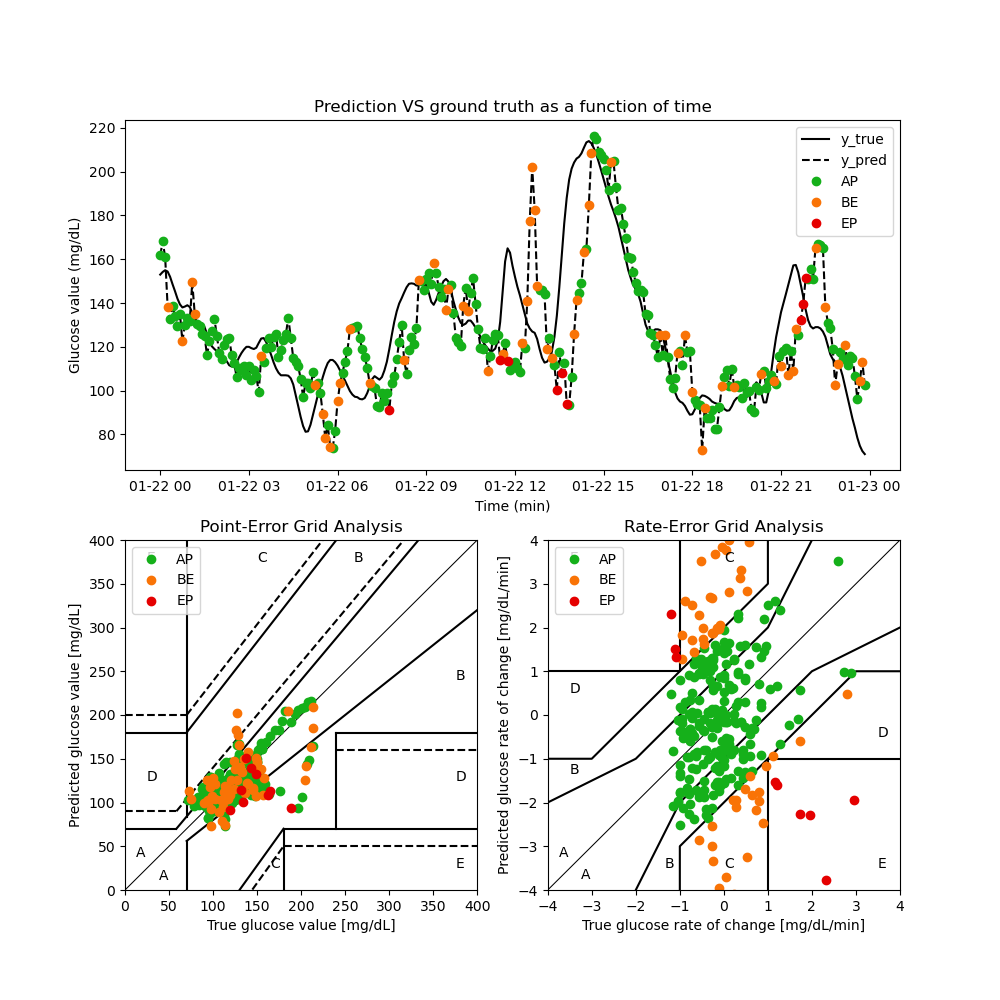 Prediction VS ground truth as a function of time
Glucose value (mg/dL)
220
200
180
160
140
120
100
80
y_true
y_pred
AP
BE
EP
01-22 00 01-22 03 01-22 06 01-22 09 01-22 12 01-22 15 01-22 18 01-22 21 01-23 00
Time (min)
Point-Error Grid Analysis
Predicted glucose value [mg/dL]
400
350
300
250
200
150
100
50
0
AP
BE
EP
C B
B
D D
A
A C E
0 50 100 150 200 250 300 350 400
True glucose value [mg/dL]
Rate-Error Grid Analysis
Predicted glucose rate of change [mg/dL/min]
4
3
2
1
0
−1
−2
−3
−4
AP
BE
EP
C
D
D
B
A
A B C E
−4 −3 −2 −1 0 1 2 3 4
True glucose rate of change [mg/dL/min]